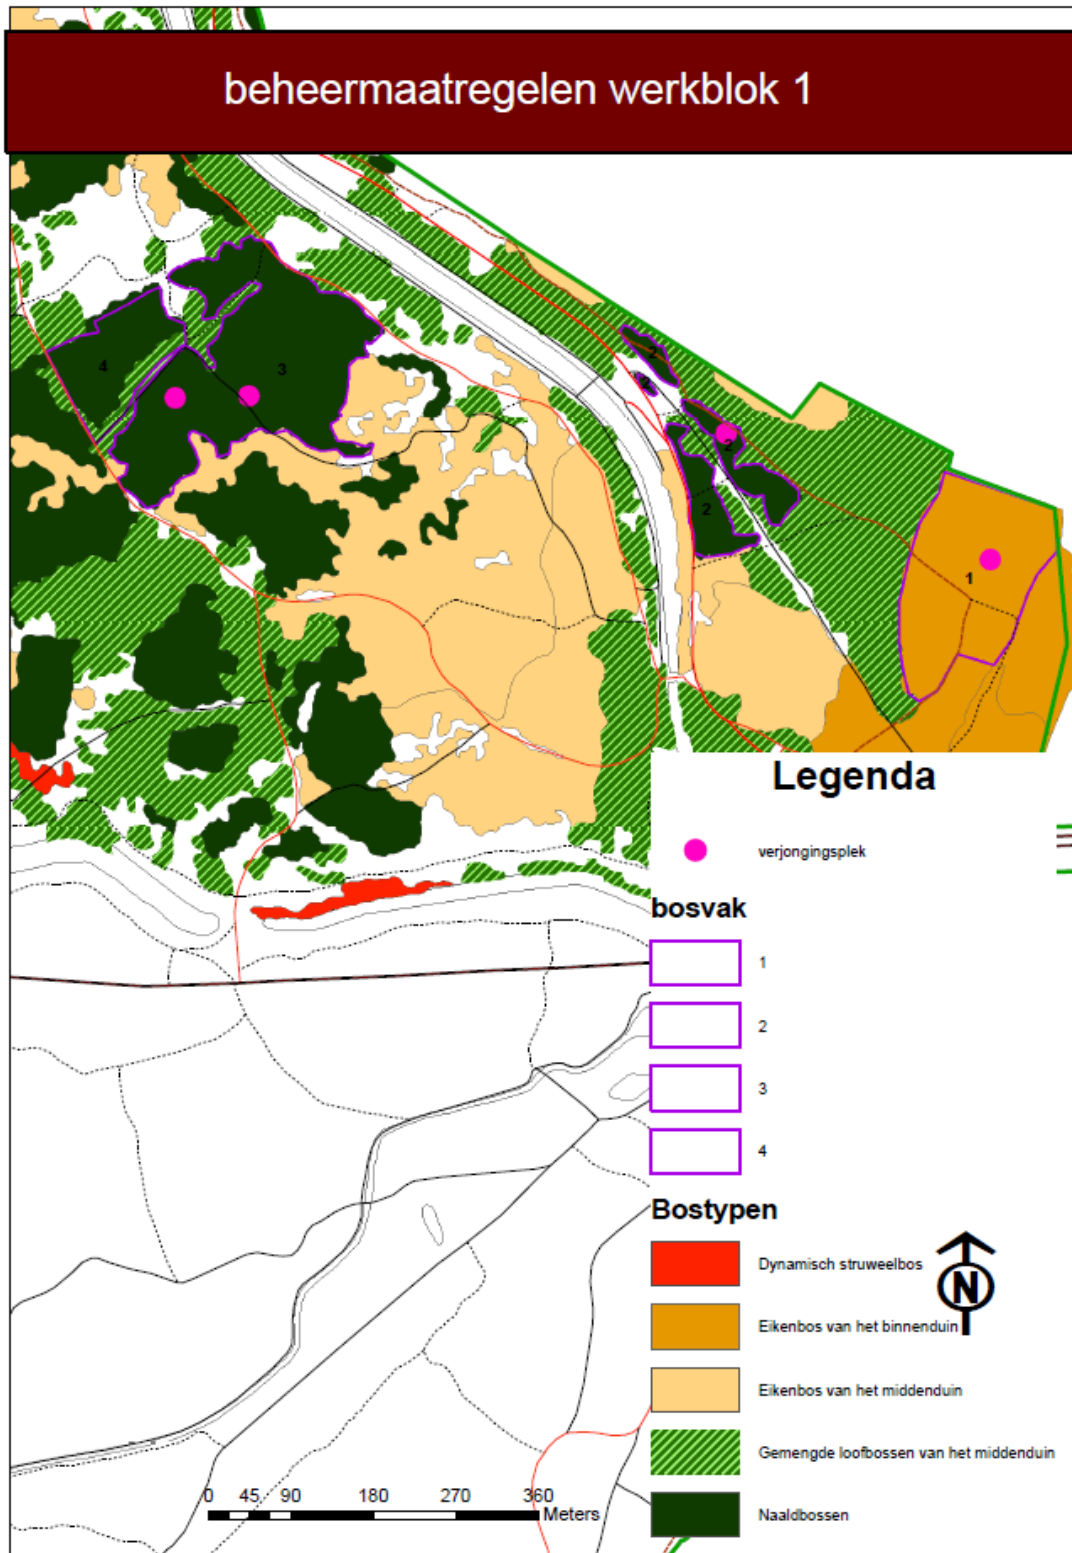 beheermaatregelen werkblok 1
4
3
2
2
2
2
1
Legenda
verjongingsplek
bosvak
1
2
3
4
Bostypen
Dynamisch struweelbos
N
Eikenbos van het binnenduin
Eikenbos van het middenduin
Gemengde loofbossen van het middenduin
Naaldbossen
0 45 90 180 270 360
Meters